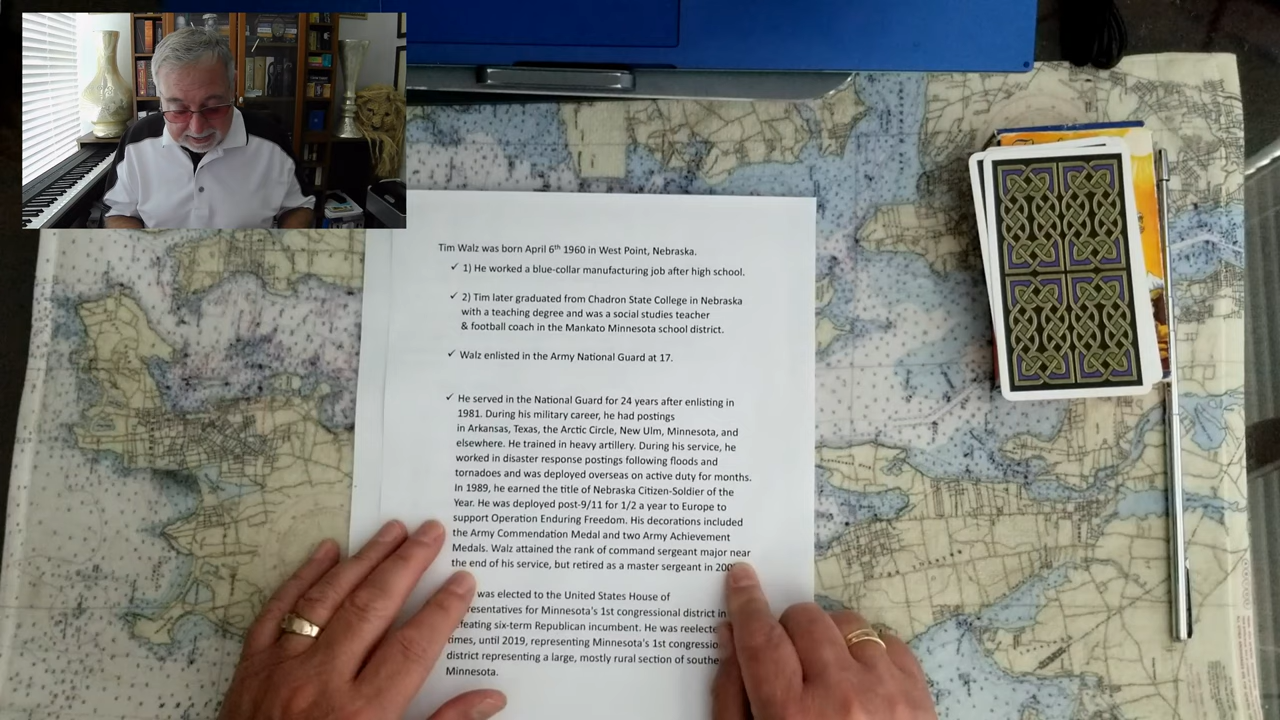 Tim Walz was born April 6th 1960 in West Point, Nebraska.
✓ 1) He worked a blue-collar manufacturing job after high school.
✓ 2) Tim later graduated from Chadron State College in Nebraska
with a teaching degree and was a social studies teacher
& football coach in the Mankato Minnesota school district.
✓ Walz enlisted in the Army National Guard at 17.
✓ He served in the National Guard for 24 years after enlisting in
1981. During his military career, he had postings
in Arkansas, Texas, the Arctic Circle, New Ulm, Minnesota, and
elsewhere. He trained in heavy artillery. During his service, he
worked in disaster response postings following floods and
tornadoes and was deployed overseas on active duty for months.
In 1989, he earned the title of Nebraska Citizen-Soldier of the
Year. He was deployed post-9/11 for 1/2 a year to Europe to
support Operation Enduring Freedom. His decorations included
the Army Commendation Medal and two Army Achievement
Medals. Walz attained the rank of command sergeant major near
the end of his service, but retired as a master sergeant in
was elected to the United States House of
for Minnesota's 1st congressional district in
six-term Republican incumbent. He was
times, until 2019, representing Minnesota's 1st
district representing a large, mostly rural section of
Minnesota.